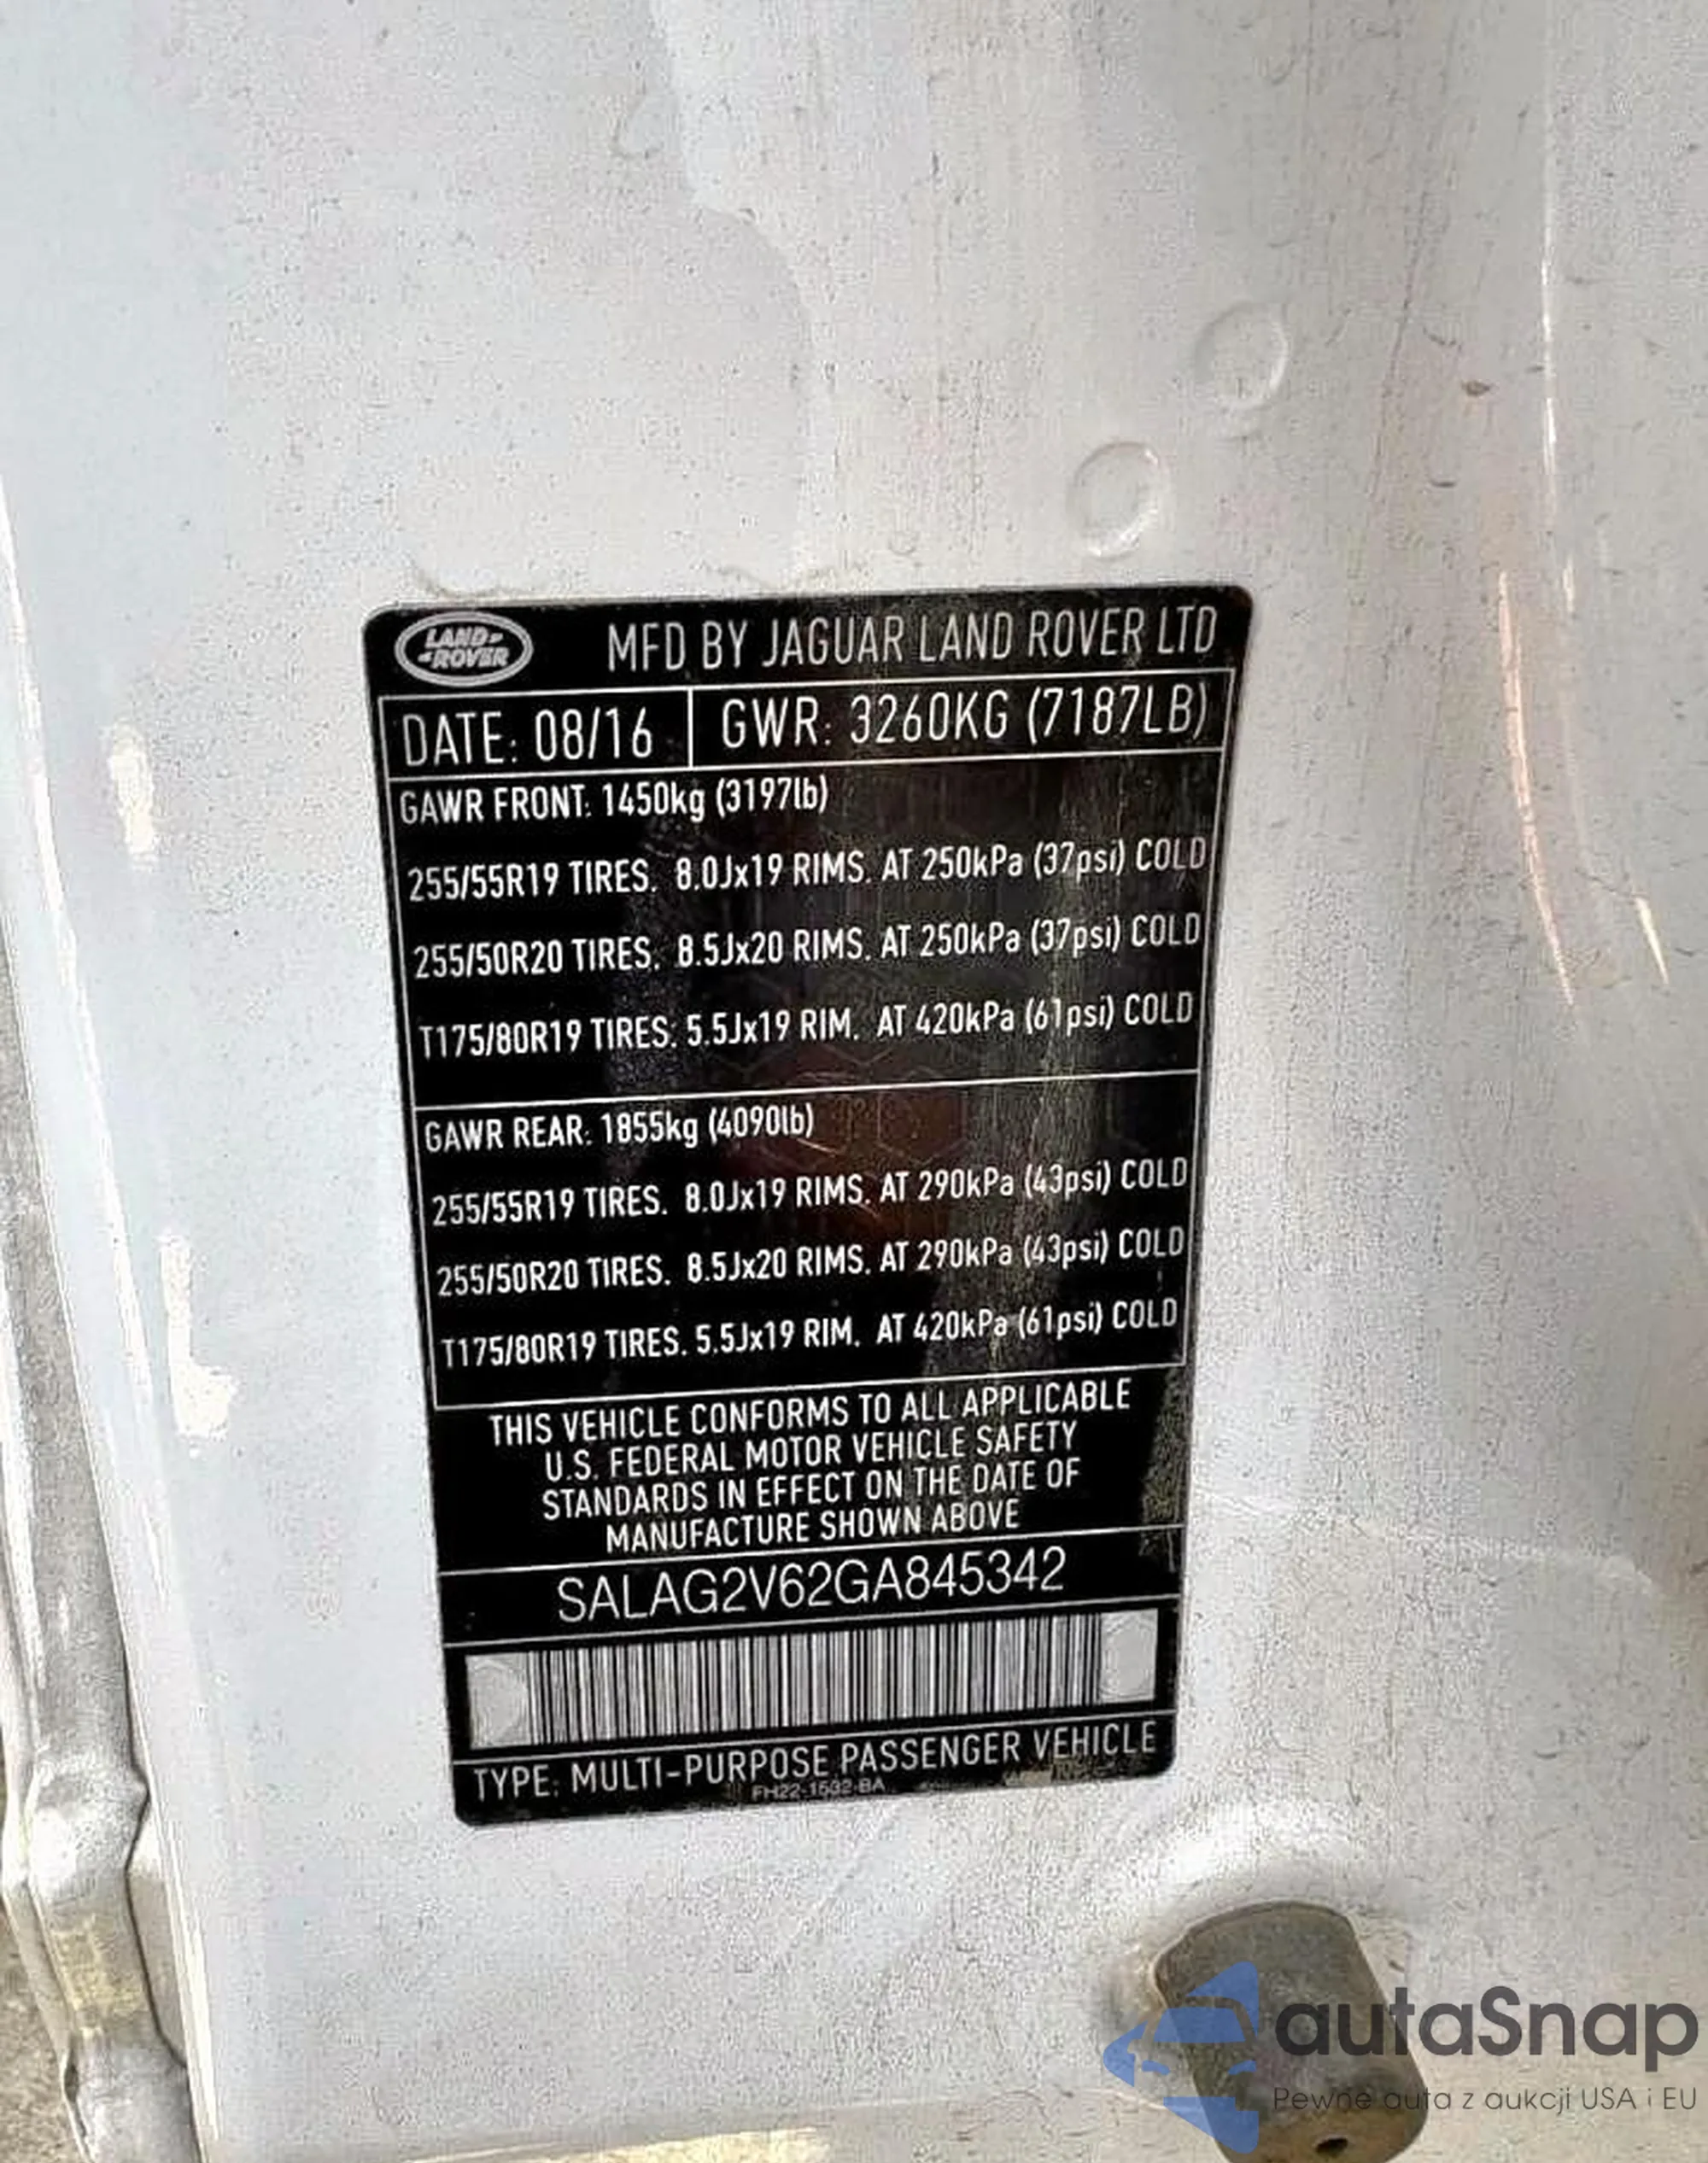 LAND-
-ROVER
MFD BY JAGUAR LAND ROVER LTD
DATE: 08/16 GWR: 3260KG (7187LB)
GAWR FRONT: 1450kg (3197lb)
255/55R19 TIRES. 8.0Jx19 RIMS. AT 250kPa (37psi) COLD
255/50R20 TIRES. 8.5Jx20 RIMS. AT 250kPa (37psi) COLD
T175/80R19 TIRES. 5.5Jx19 RIM. AT 420kPa (61psi) COLD
GAWR REAR: 1855kg (4090lb)
255/55R19 TIRES. 8.0Jx19 RIMS. AT 290kPa (43psi) COLD
255/50R20 TIRES. 8.5Jx20 RIMS. AT 290kPa (43psi) COLD
T175/80R19 TIRES. 5.5Jx19 RIM. AT 420kPa (61psi) COLD
THIS VEHICLE CONFORMS TO ALL APPLICABLE
U.S. FEDERAL MOTOR VEHICLE SAFETY
STANDARDS IN EFFECT ON THE DATE OF
MANUFACTURE SHOWN ABOVE
SALAG2V62GA845342
TYPE: MULTI-PURPOSE PASSENGER VEHICLE
FH22-1532-BA
autaSnap
Pewne auta z aukcji USA i EU